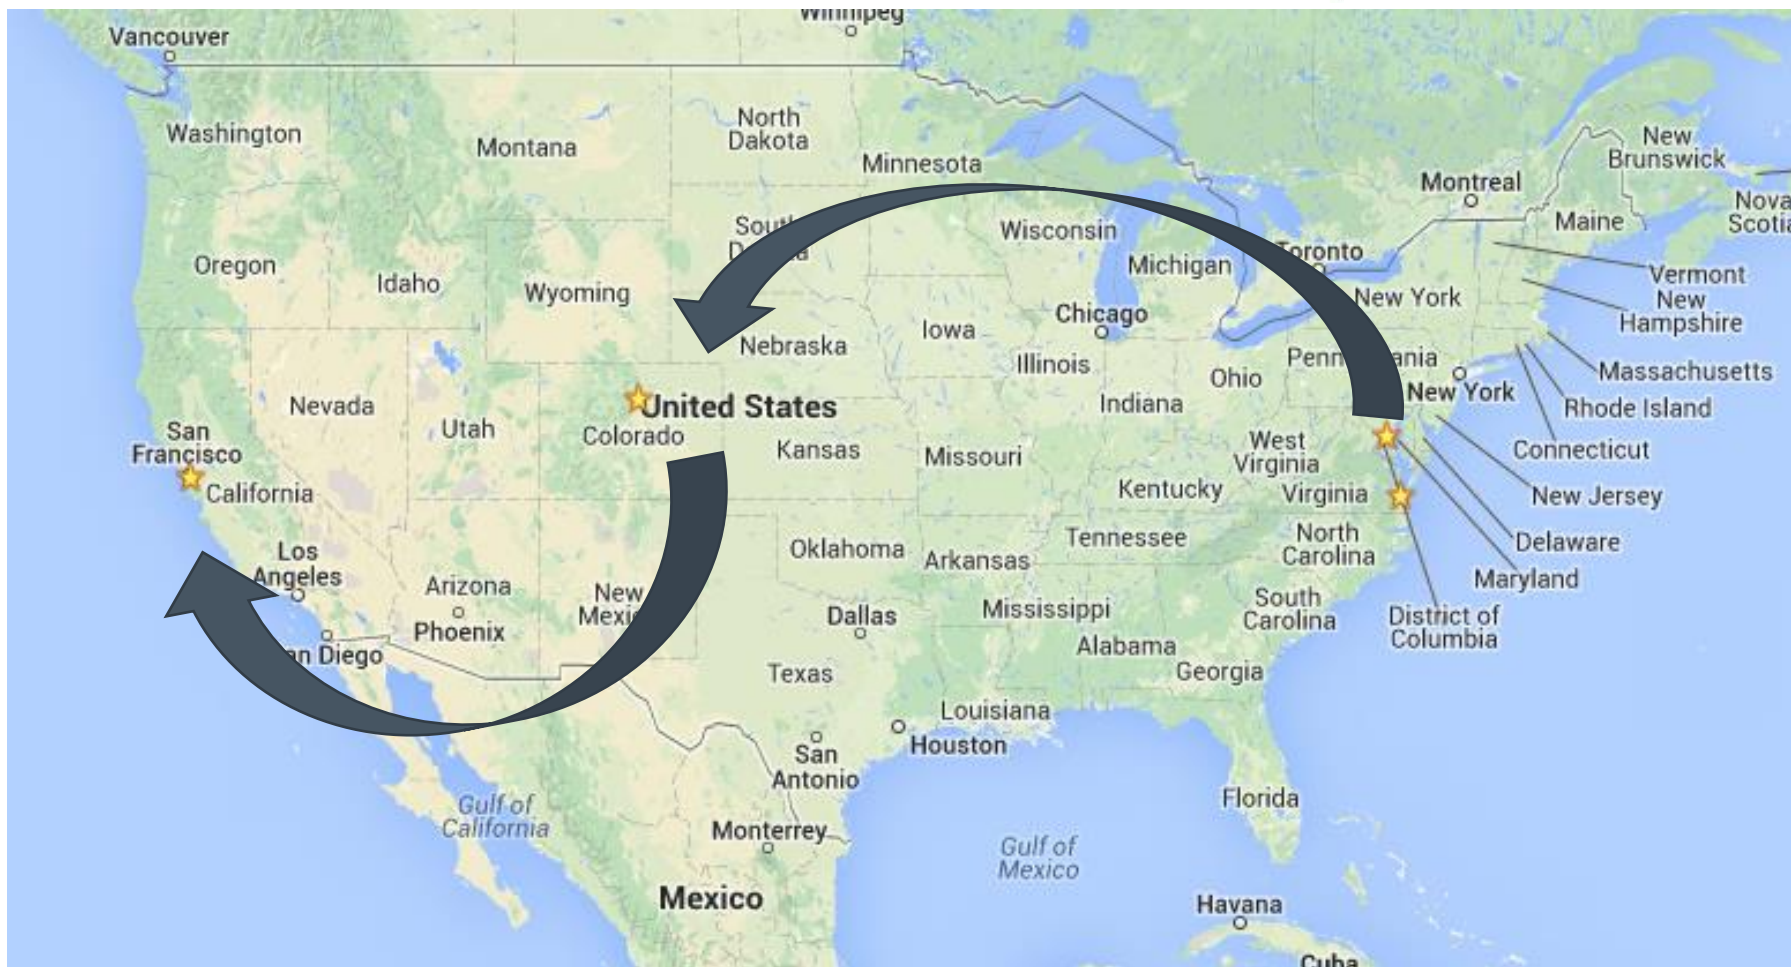 Winnipeg
Vancouver
Washington
Montana
North
Dakota
Minnesota
New
Brunswick
Montreal
Nova
Maine
Wisconsin
Oregon
Idaho
Wyoming
Michigan
Toronto
Vermont
New
Hampshire
New York
Chicago
Iowa
Nebraska
Illinois
Ohio
Massachusetts
New York
Rhode Island
Indiana
Nevada
Utah
United States
Colorado
Kansas
Missouri
West
Virginia
Connecticut
San
Francisco
California
Kentucky
Virginia
New Jersey
Tennessee
North
Carolina
Delaware
Oklahoma
Arkansas
Maryland
Los
Angeles
Arizona
New
Phoenix
Dallas
Mississippi
South
Carolina
District of
Columbia
Alabama
Georgia
Diego
Texas
Louisiana
Houston
San
Antonio
Florida
Gulf of
California
Monterrey
Gulf of
Mexico
Mexico
Havana
Cuba